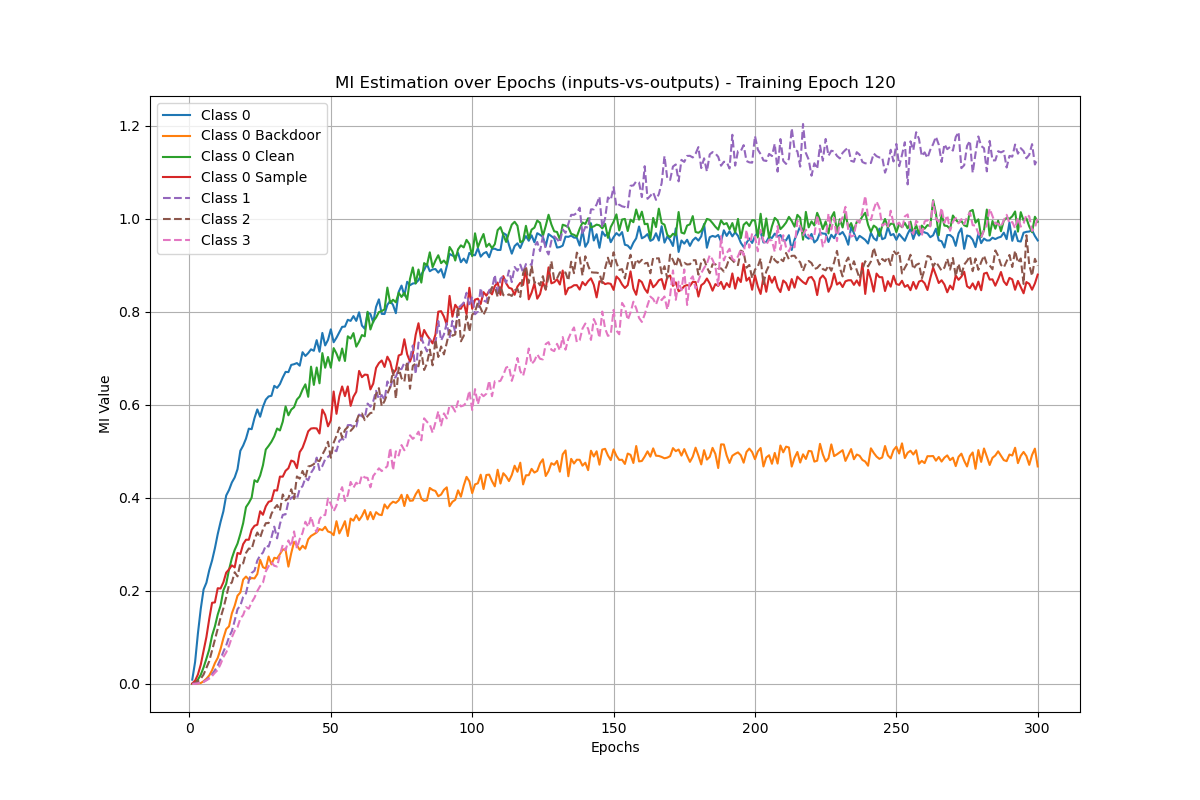 MI Estimation over Epochs (inputs-vs-outputs) - Training Epoch 120
Class 0
Class 0 Backdoor
Class 0 Clean
Class 0 Sample
Class 1
Class 2
Class 3
MI Value
1.2
1.0
0.8
0.6
0.4
0.2
0.0
0 50 100 150 200 250 300
Epochs